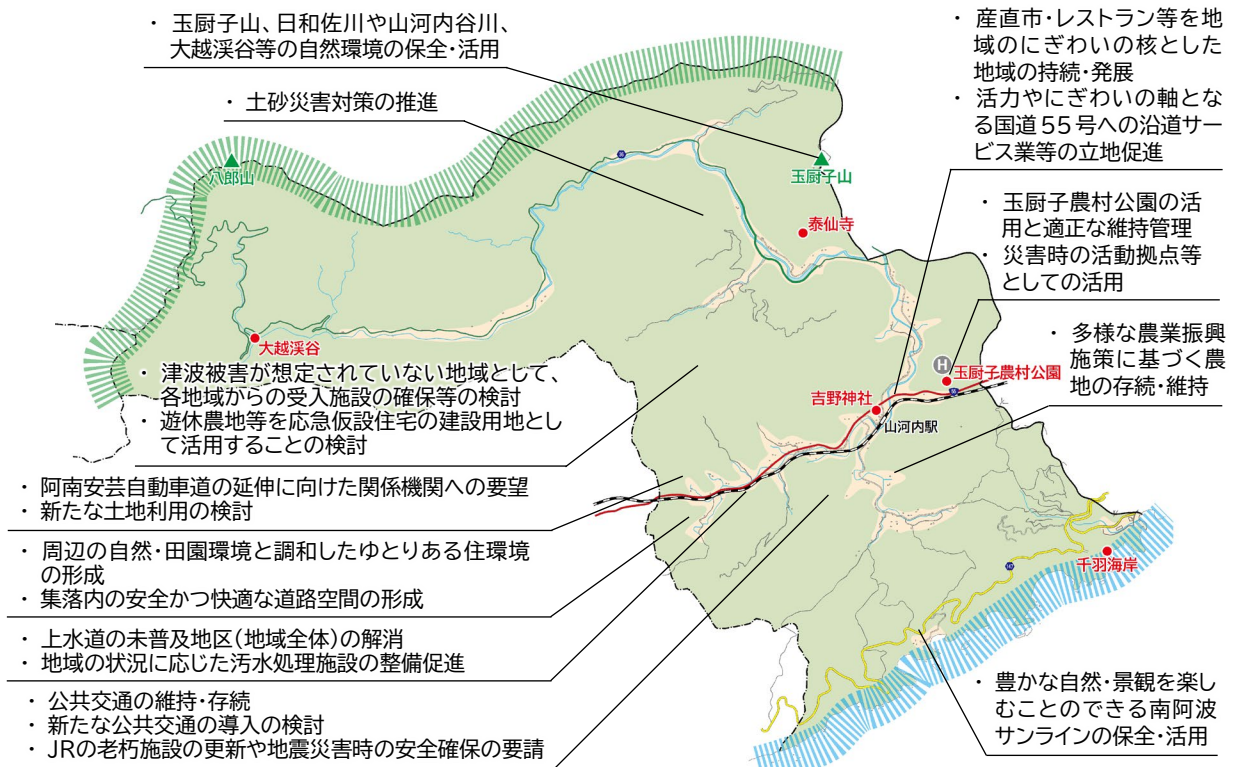 ・ 玉厨子山、日和佐川や山河内谷川、
大越渓谷等の自然環境の保全・活用
・ 土砂災害対策の推進
・ 産直市・レストラン等を地
域のにぎわいの核とした
地域の持続・発展
・ 活力やにぎわいの軸とな
る国道55号への沿道サー
ビス業等の立地促進
八郎山
玉厨子山
泰仙寺
・ 玉厨子農村公園の活
用と適正な維持管理
・ 災害時の活動拠点等
としての活用
大越渓谷
・ 多様な農業振興
施策に基づく農
地の存続・維持
H
玉厨子農村公園
吉野神社
山河内駅
・ 津波被害が想定されていない地域として、
各地域からの受入施設の確保等の検討
・ 遊休農地等を応急仮設住宅の建設用地とし
て活用することの検討
・ 阿南安芸自動車道の延伸に向けた関係機関への要望
・ 新たな土地利用の検討
・ 周辺の自然・田園環境と調和したゆとりある住環境
の形成
・ 集落内の安全かつ快適な道路空間の形成
千羽海岸
・ 上水道の未普及地区(地域全体)の解消
・ 地域の状況に応じた汚水処理施設の整備促進
・ 公共交通の維持・存続
・ 新たな公共交通の導入の検討
・ JRの老朽施設の更新や地震災害時の安全確保の要請
・ 豊かな自然・景観を楽し
むことのできる南阿波
サンラインの保全・活用